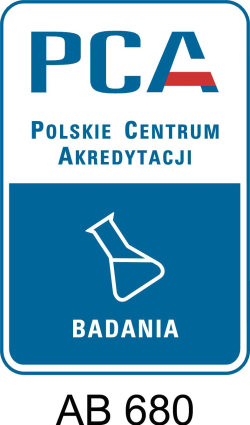 PCA
POLSKIE CENTRUM
AKREDYTACJI
BADANIA
AB 680